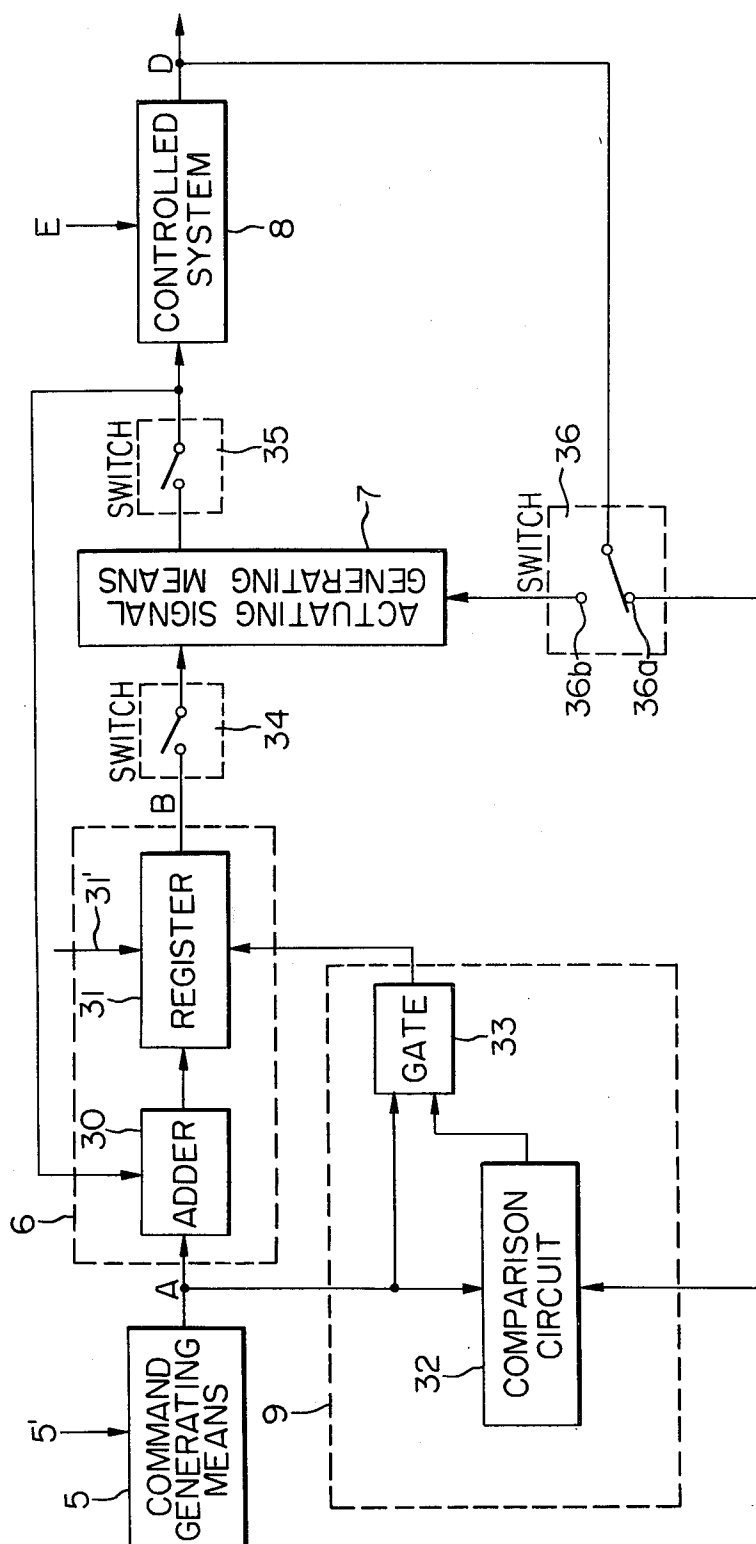 5'
5
COMMAND
GENERATING
MEANS
A
6
30
ADDER
31
31'
REGISTER
B
SWITCH
34
ACTUATING SIGNAL
GENERATING MEANS
7
SWITCH
35
E
CONTROLLED
SYSTEM
8
D
9
32
COMPARISON
CIRCUIT
GATE
33
SWITCH
36
36b
36a